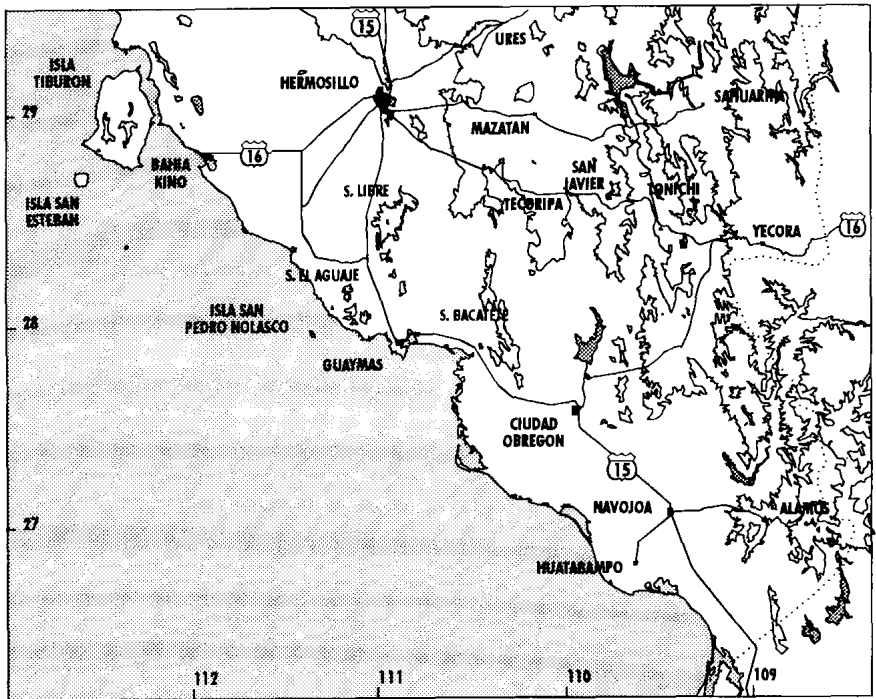 15
URES
ISLA
TIBURON
HERMOSILLO
SAHUARIPA
29
MAZATAN
BAHIA
KINO
16
SAN
JAVIER
S. LIBRE
TONICHI
ISLA SAN
ESTEBAN
TECORIPA
YECORA
16
S. EL AGUAJE
ISLA SAN
PEDRO NOLASCO
S. BACATETE
28
GUAYMAS
CIUDAD
OBREGON
15
NAVOJOA
ALAMOS
27
HUATABAMPO
112
111
110
109